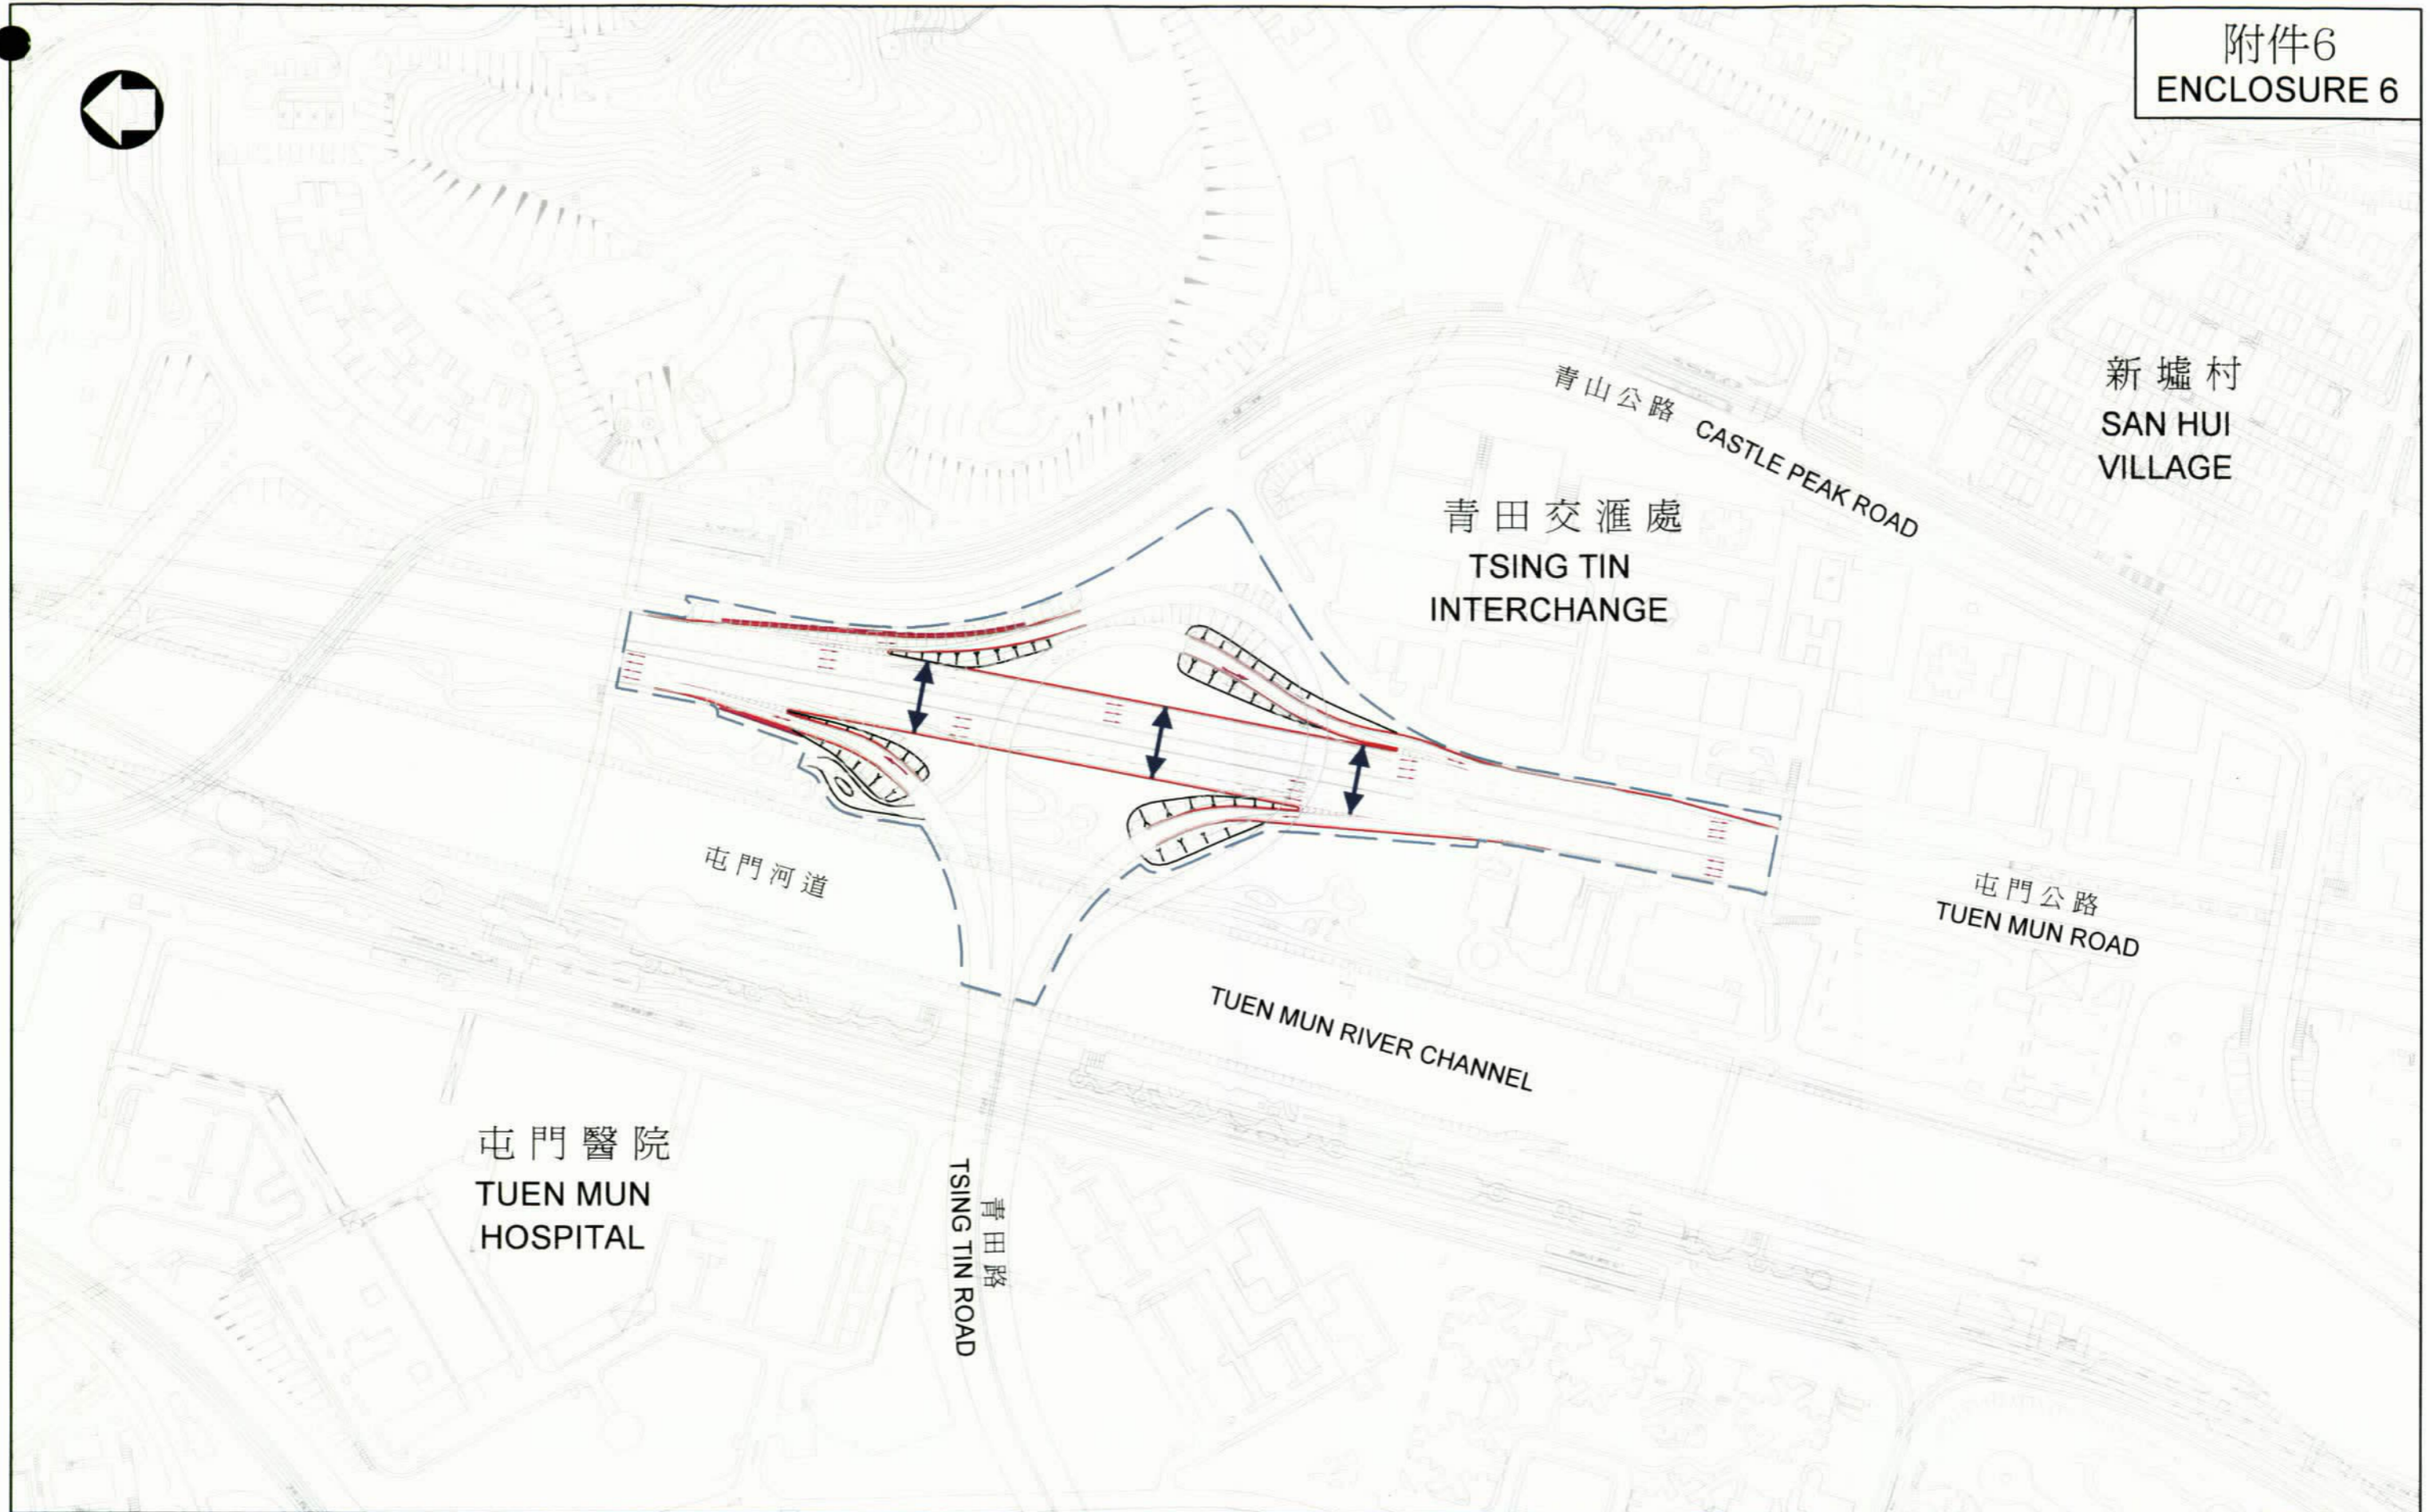 附件6
ENCLOSURE 6
新墟村
SAN HUI
VILLAGE
青山公路 CASTLE PEAK ROAD
青田交滙處
TSING TIN
INTERCHANGE
屯門河道
屯門公路
TUEN MUN ROAD
TUEN MUN RIVER CHANNEL
屯門醫院
TUEN MUN
HOSPITAL
青田路
TSING TIN ROAD